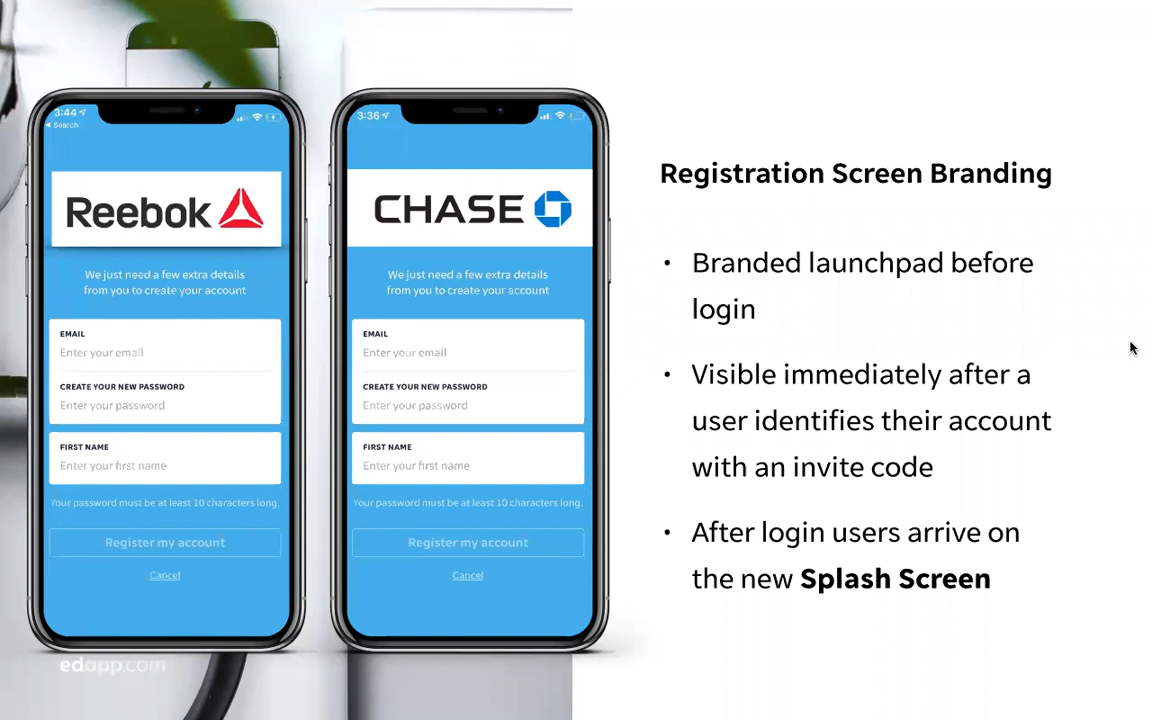 3:44
Search
Reebok
We just need a few extra details
from you to create your account
EMAIL
Enter your email
CREATE YOUR NEW PASSWORD
Enter your password
FIRST NAME
Enter your first name
Your password must be at least 10 characters long.
Register my account
Cancel
edapp.com
3:36
CHASE
We just need a few extra details
from you to create your account
EMAIL
Enter your email
CREATE YOUR NEW PASSWORD
Enter your password
FIRST NAME
Enter your first name
Your password must be at least 10 characters long.
Register my account
Cancel
Registration Screen Branding
• Branded launchpad before
login
• Visible immediately after a
user identifies their account
with an invite code
• After login users arrive on
the new Splash Screen